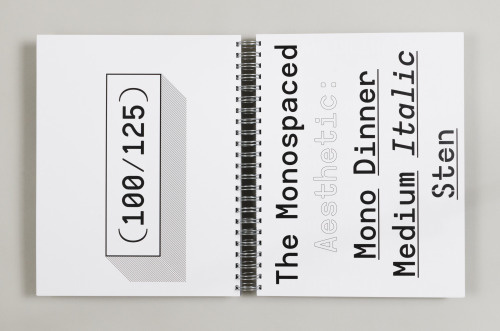 (100/125)
The Monospaced
Aesthetic:
Mono Dinner
Medium Italic
Sten